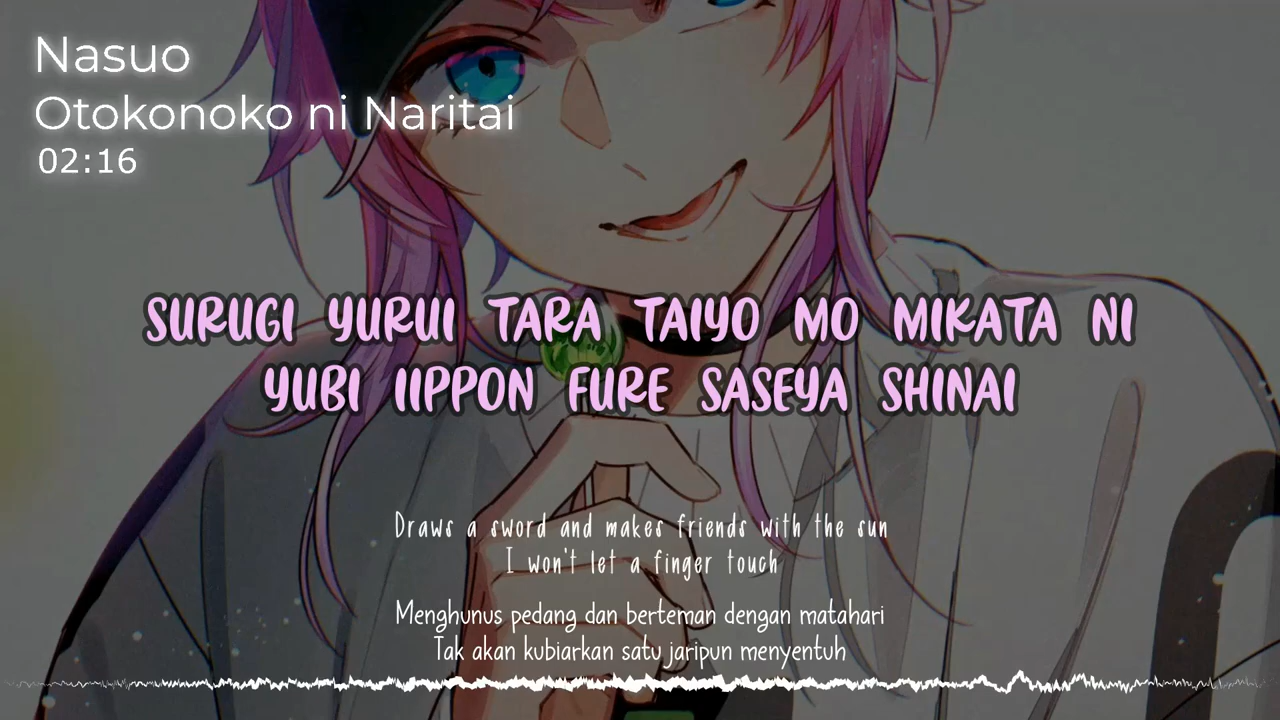 Nasuo
Otokonoko ni Naritai
02:16
SURUGI YURUI TARA TAIYO MO MIKATA NI
YUBI IIPPON FURE SASEYA SHINAI
Draws a sword and makes friends with the sun
I won't let a finger touch
Menghunus pedang dan berteman dengan matahari
Tak akan kubiarkan satu jaripun menyentuh